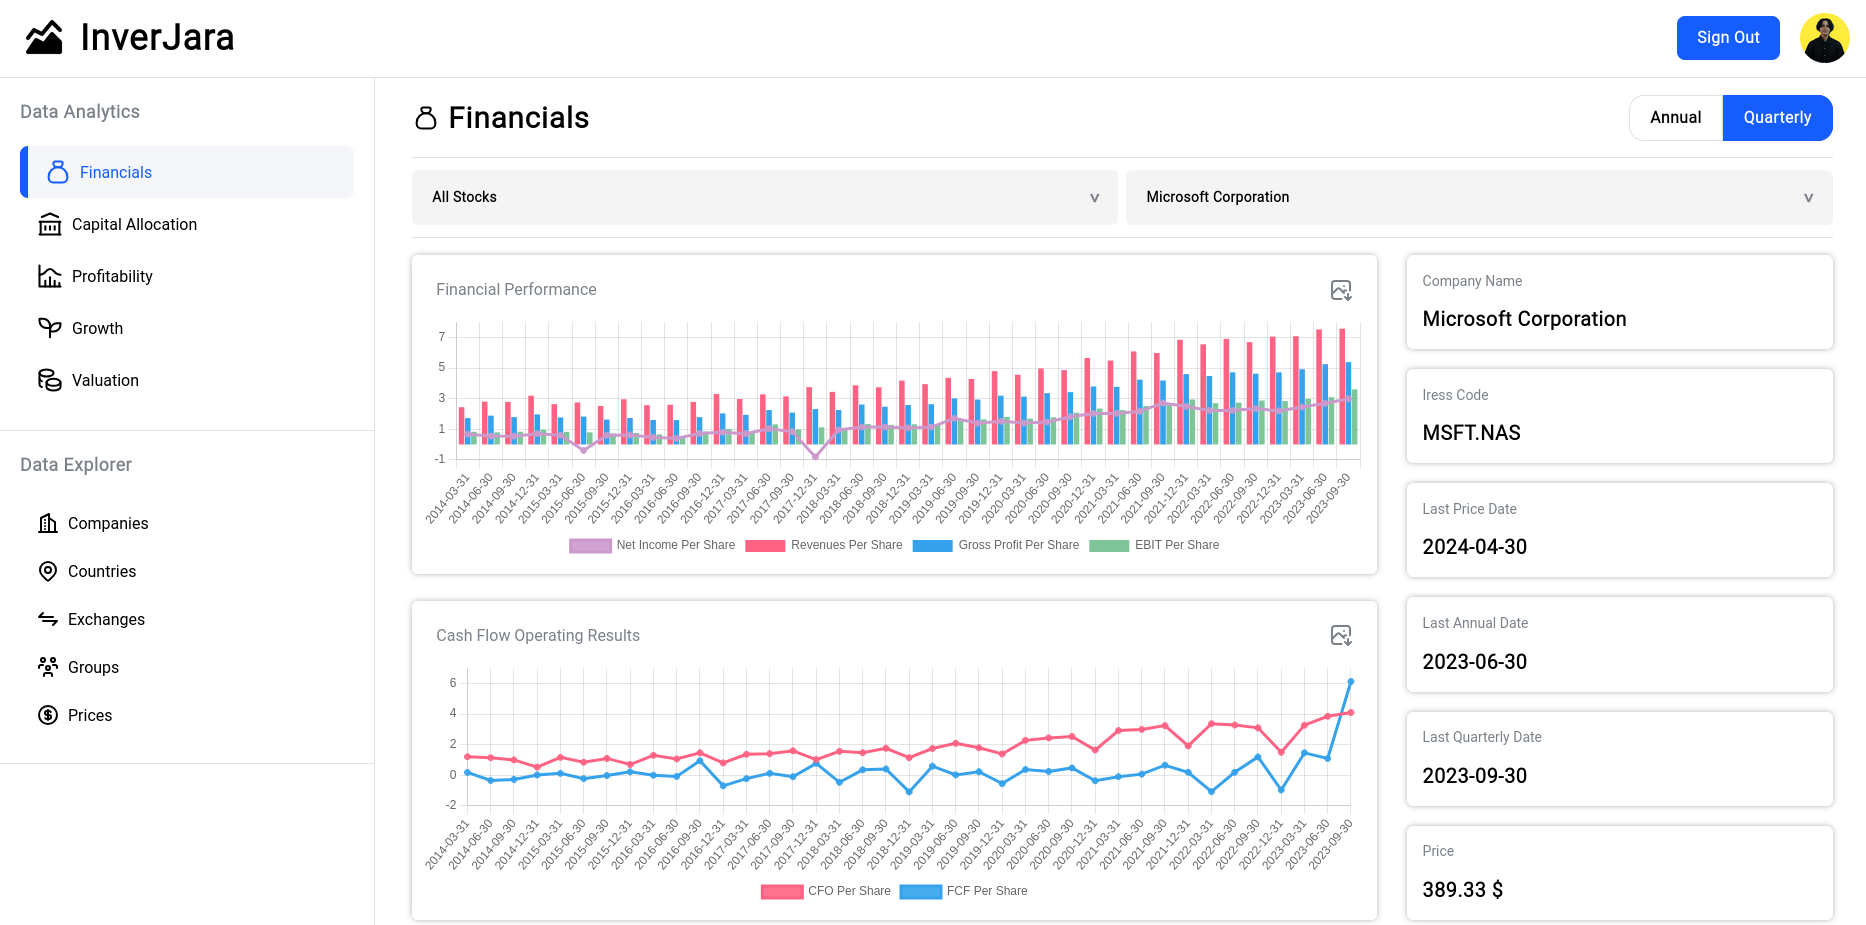 InverJara
Sign Out
Data Analytics
Financials
Capital Allocation
Profitability
Growth
Valuation
Data Explorer
Companies
Countries
Exchanges
Groups
Prices
Financials
Annual
Quarterly
All Stocks
v
Microsoft Corporation
v
Financial Performance
7
5
3
1
-1
2014-03-31
2014-06-30
2014-09-30
2014-12-31
2015-03-31
2015-06-30
2015-09-30
2015-12-31
2016-03-31
2016-06-30
2016-09-30
2016-12-31
2017-03-31
2017-06-30
2017-09-30
2017-12-31
2018-03-31
2018-06-30
2018-09-30
2018-12-31
2019-03-31
2019-06-30
2019-09-30
2019-12-31
2020-03-31
2020-06-30
2020-09-30
2020-12-31
2021-03-31
2021-06-30
2021-09-30
2021-12-31
2022-03-31
2022-06-30
2022-09-30
2022-12-31
2023-03-31
2023-06-30
2023-09-30
Net Income Per Share
Revenues Per Share
Gross Profit Per Share
EBIT Per Share
Cash Flow Operating Results
6
4
2
0
-2
2014-03-31
2014-06-30
2014-09-30
2014-12-31
2015-03-31
2015-06-30
2015-09-30
2015-12-31
2016-03-31
2016-06-30
2016-09-30
2016-12-31
2017-03-31
2017-06-30
2017-09-30
2017-12-31
2018-03-31
2018-06-30
2018-09-30
2018-12-31
2019-03-31
2019-06-30
2019-09-30
2019-12-31
2020-03-31
2020-06-30
2020-09-30
2020-12-31
2021-03-31
2021-06-30
2021-09-30
2021-12-31
2022-03-31
2022-06-30
2022-09-30
2022-12-31
2023-03-31
2023-06-30
2023-09-30
CFO Per Share
FCF Per Share
Company Name
Microsoft Corporation
Iress Code
MSFT.NAS
Last Price Date
2024-04-30
Last Annual Date
2023-06-30
Last Quarterly Date
2023-09-30
Price
389.33 $